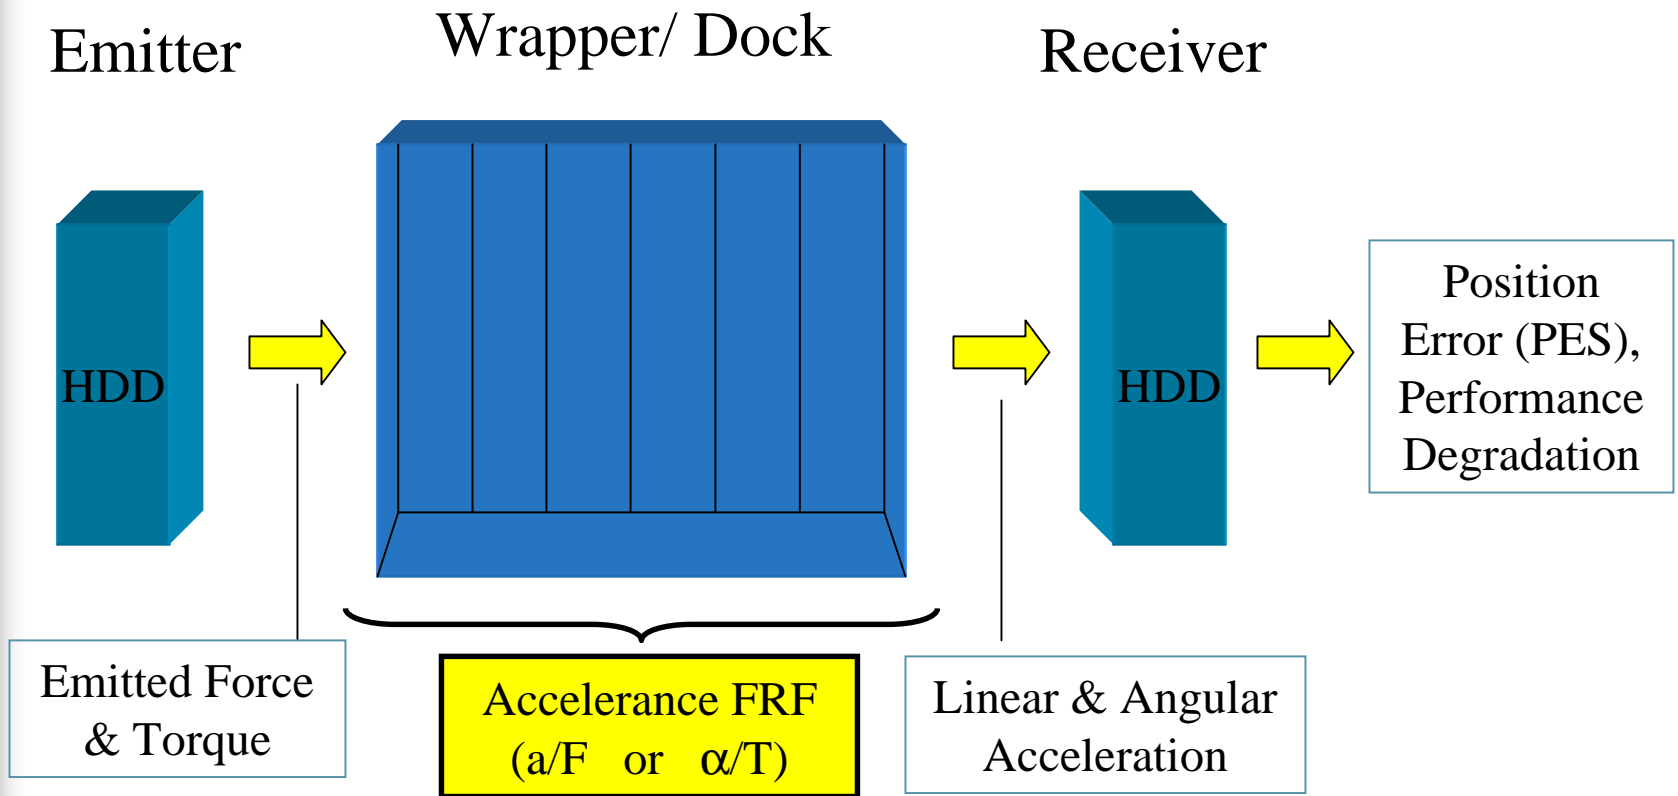 Emitter
Wrapper/ Dock
Receiver
HDD
HDD
Position
Error (PES),
Performance
Degradation
Emitted Force
& Torque
Accelerance FRF
(a/F or α/T)
Linear & Angular
Acceleration